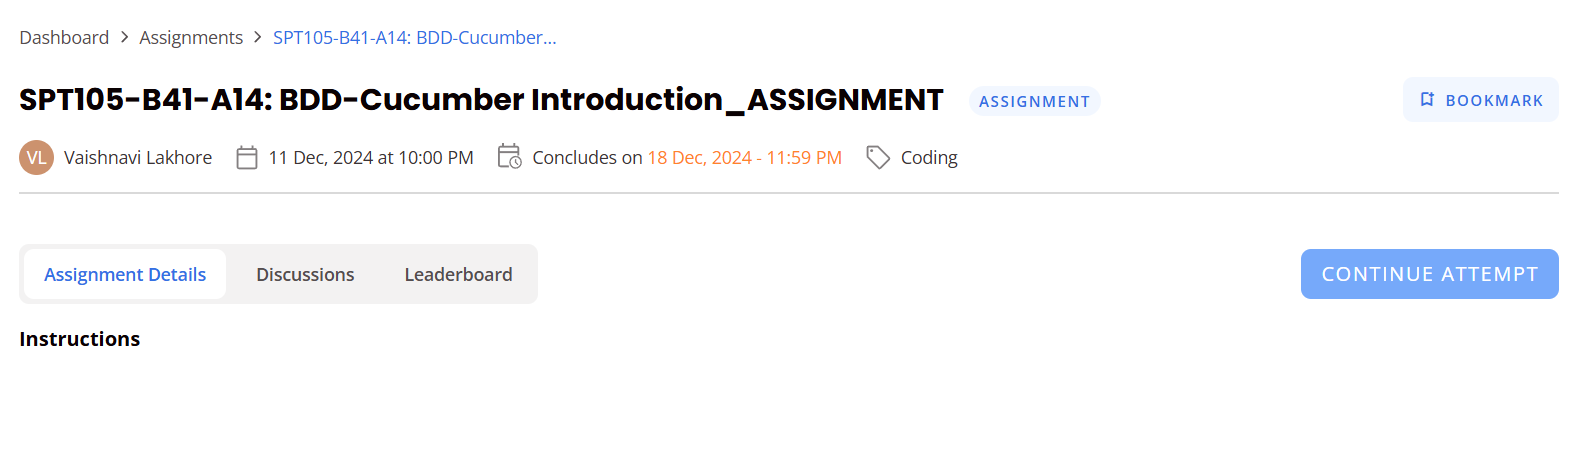 Dashboard > Assignments > SPT105-B41-A14: BDD-Cucumber...
SPT105-B41-A14: BDD-Cucumber Introduction_ASSIGNMENT ASSIGNMENT BOOKMARK
VL Vaishnavi Lakhore 11 Dec, 2024 at 10:00 PM Concludes on 18 Dec, 2024 - 11:59 PM Coding
Assignment Details Discussions Leaderboard CONTINUE ATTEMPT
Instructions